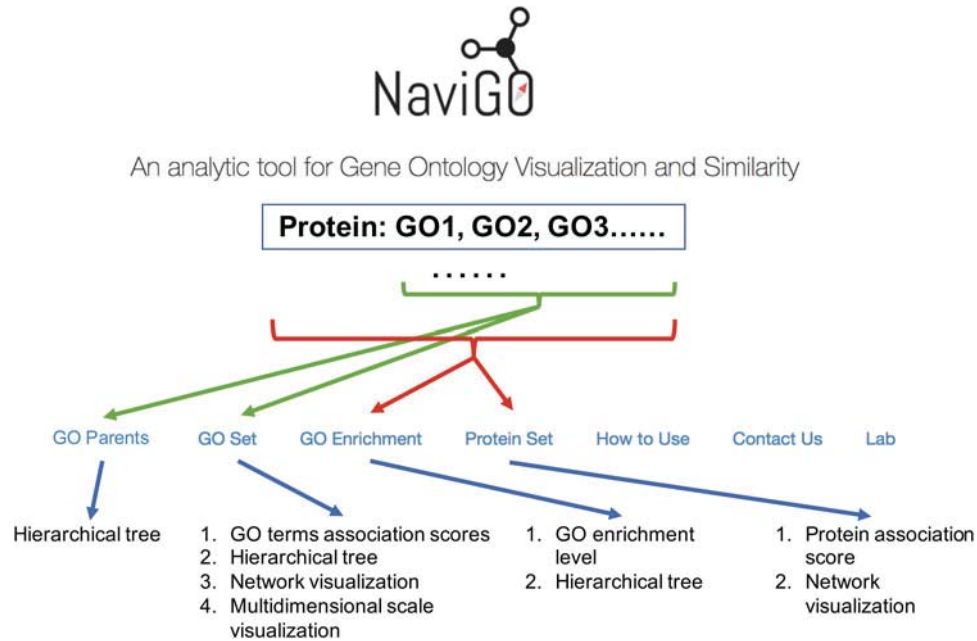 NaviGO
An analytic tool for Gene Ontology Visualization and Similarity
Protein: GO1, GO2, GO3......
......
GO Parents
GO Set
GO Enrichment
Protein Set
How to Use
Contact Us
Lab
Hierarchical tree
1. GO terms association scores
2. Hierarchical tree
3. Network visualization
4. Multidimensional scale
visualization
1. GO enrichment
level
2. Hierarchical tree
1. Protein association
score
2. Network
visualization